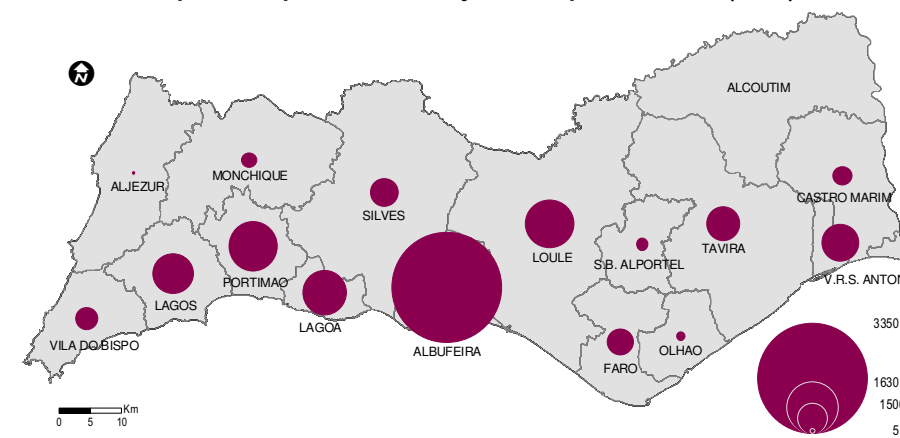 N
ALCOUTIM
MONCHIQUE
ALJEZUR
CASTRO MARIM
SILVES
TAVIRA
LOULE
S.B. ALPORTEL
V.R.S. ANTON
PORTIMAO
LAGOS
LAGOA
VILA DO BISPO
ALBUFEIRA
OLHAO
FARO
3350
1630
150
5
Km
0 5 10